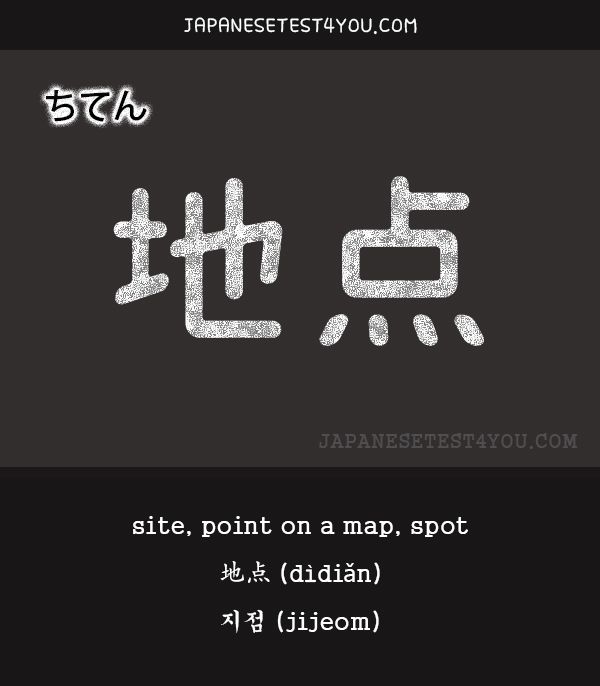 JAPANESETEST4YOU.COM
ちてん
地点
JAPANESETEST4YOU.COM
site, point on a map, spot
地点 (dìdiǎn)
지점 (jijeom)